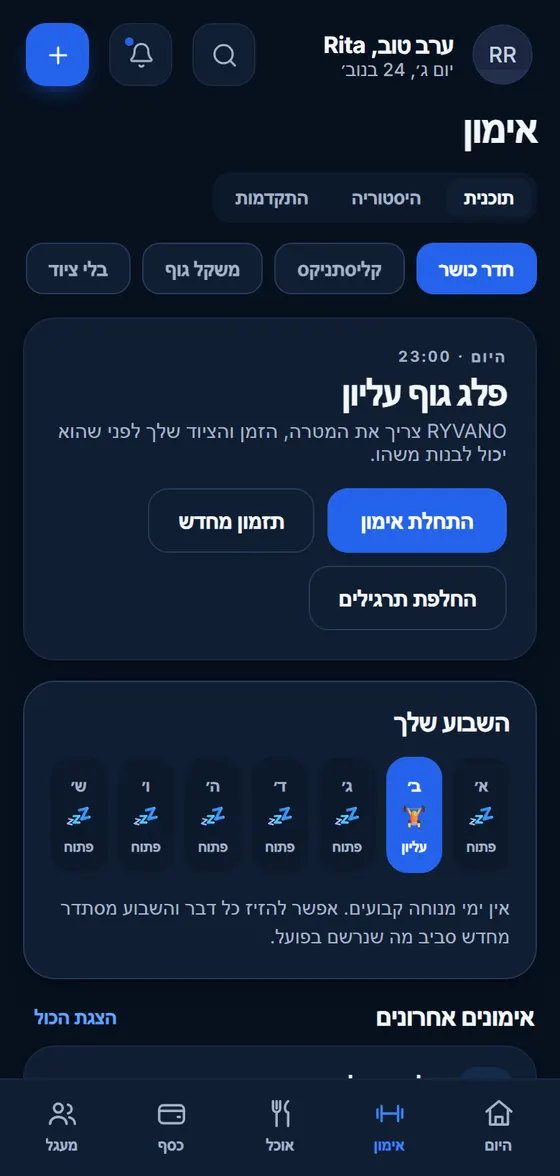 RR
ערב טוב, Rita
יום ג׳, 24 בנוב׳
אימון
תוכנית
היסטוריה
התקדמות
חדר כושר
קליסתניקס
משקל גוף
בלי ציוד
היום · 23:00
פלג גוף עליון
RYVANO צריך את המטרה, הזמן והציוד שלך לפני שהוא
יכול לבנות משהו.
התחלת אימון
תזמון מחדש
החלפת תרגילים
השבוע שלך
א׳ ב׳ ג׳ ד׳ ה׳ ו׳ ש׳
פתוח עליון פתוח פתוח פתוח פתוח פתוח
אין ימי מנוחה קבועים. אפשר להזיז כל דבר והשבוע מסתדר
מחדש סביב מה שנרשם בפועל.
אימונים אחרונים
הצגת הכול
היום
אימון
אוכל
כסף
מעגל